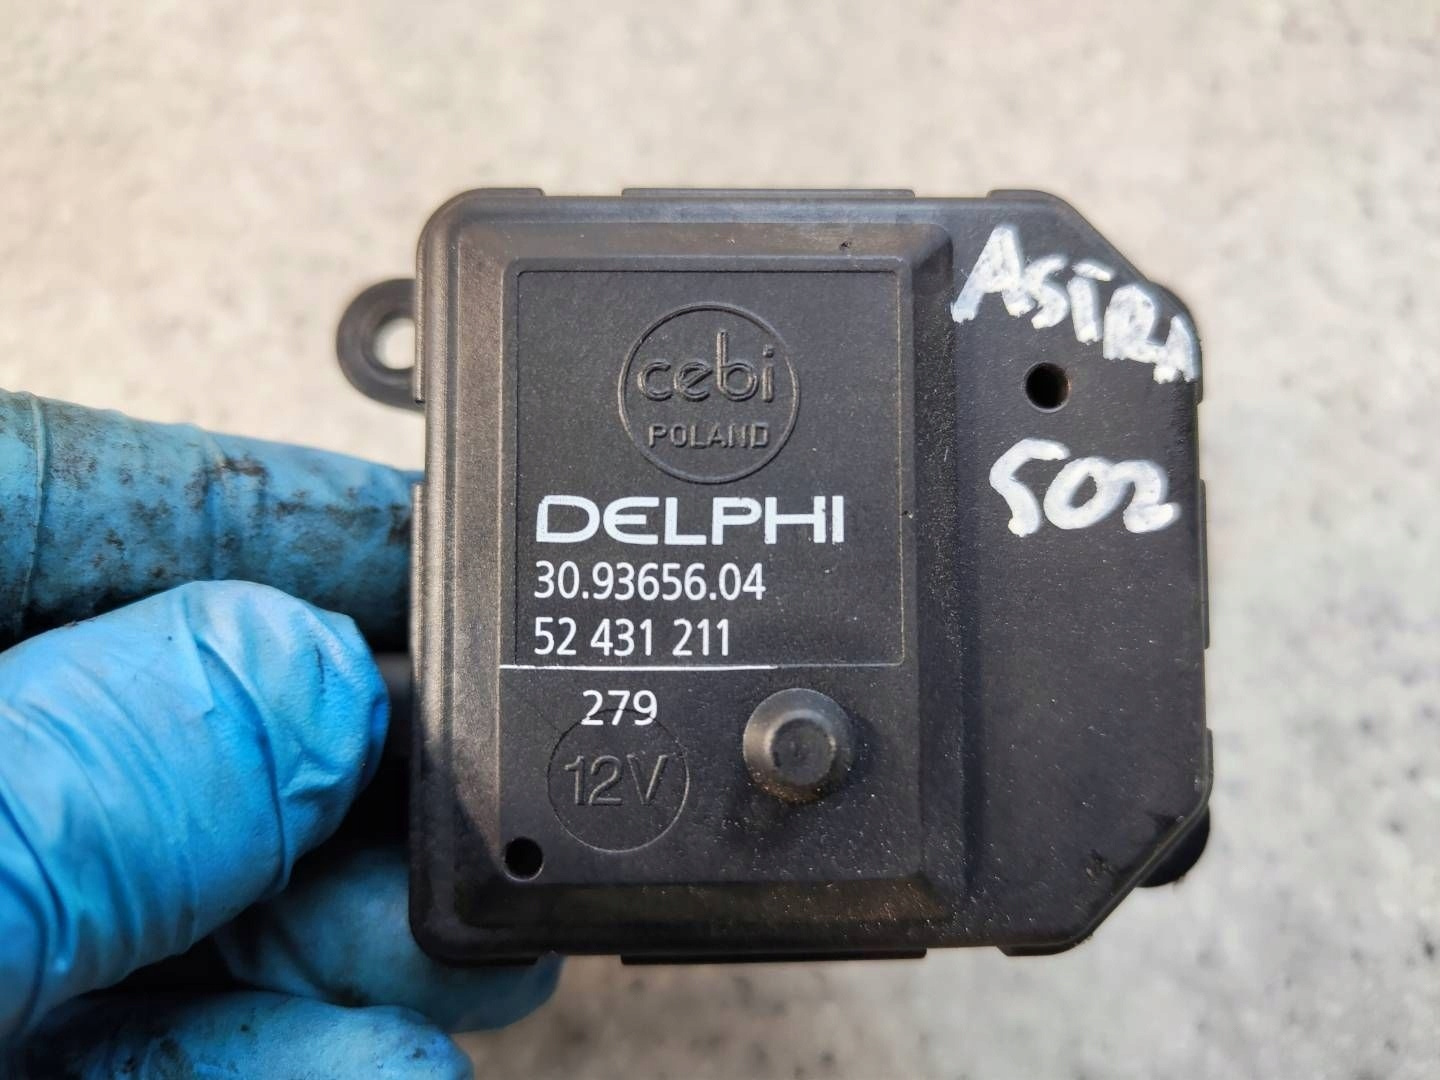 cebi
POLAND
DELPHI
30.93656.04
52 431 211
279
12V
ASTRA
502